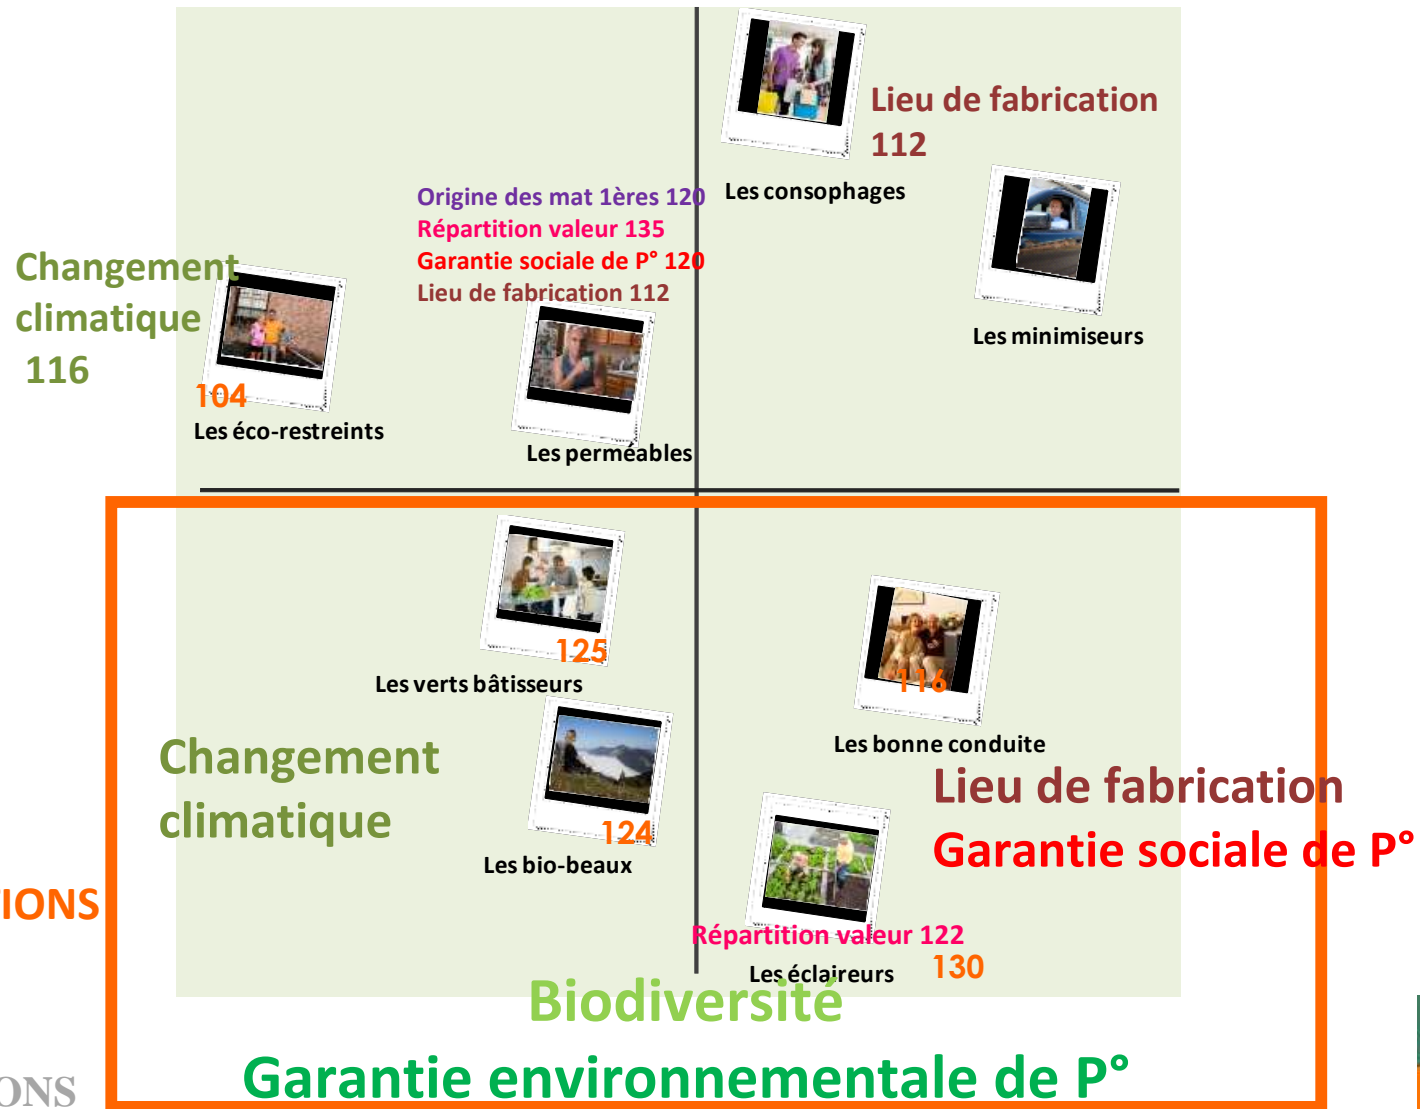 Lieu de fabrication
112
Les consophages
Origine des mat 1ères 120
Répartition valeur 135
Garantie sociale de P° 120
Lieu de fabrication 112
Changement
climatique
116
Les minimiseurs
104
Les éco-restreints
Les perméables
125
Les verts bâtisseurs
116
Les bonne conduite
Changement
climatique
124
Les bio-beaux
Lieu de fabrication
Garantie sociale de P°
TIONS
Répartition valeur 122
Les éclaireurs
130
Biodiversité
Garantie environnementale de P°
ONS